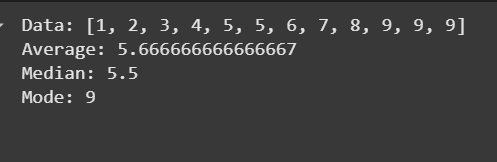 Data: [1, 2, 3, 4, 5, 5, 6, 7, 8, 9, 9, 9]
Average: 5.666666666666667
Median: 5.5
Mode: 9